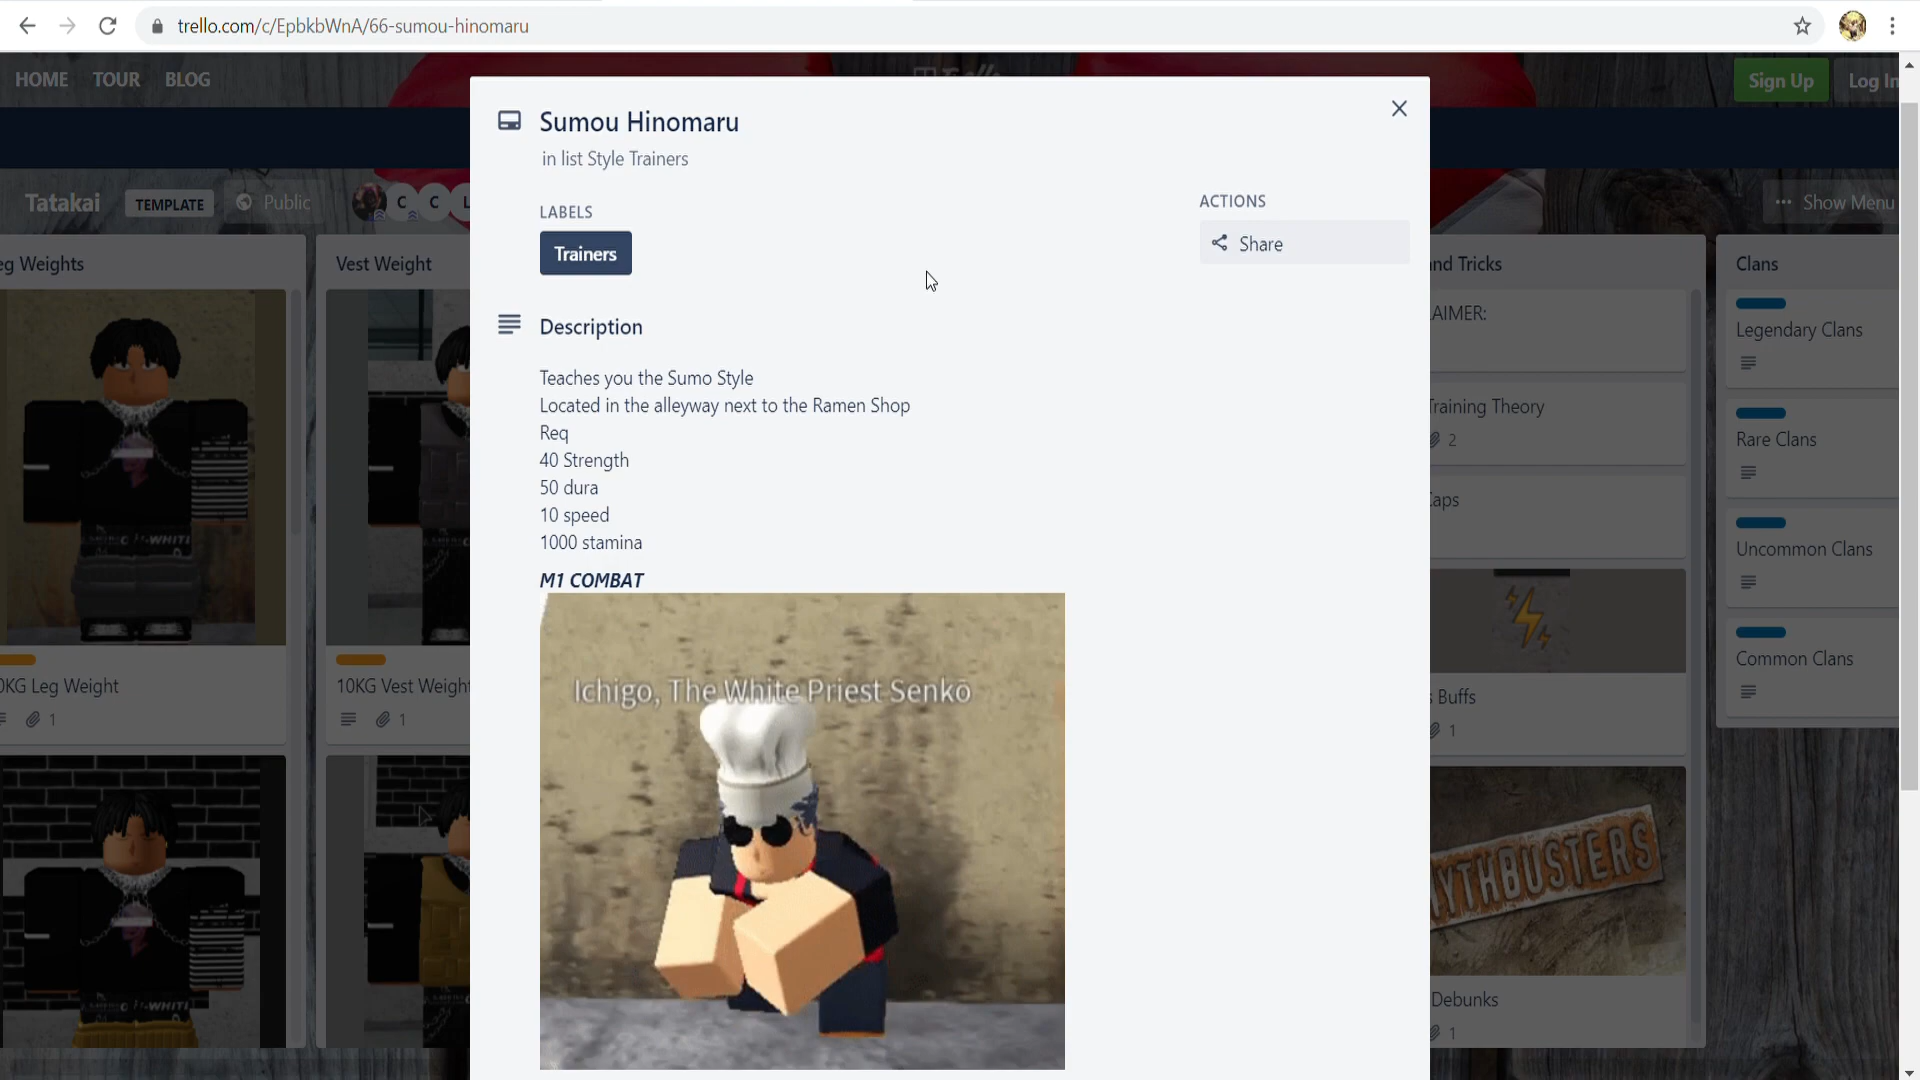 trello.com/c/EpbkbWnA/66-sumou-hinomaru
HOME TOUR BLOG
Sign Up
Log In
Tatakai
TEMPLATE
Public
C
C
L
Show Menu
Sumou Hinomaru
in list Style Trainers
LABELS
Trainers
ACTIONS
Share
Description
Teaches you the Sumo Style
Located in the alleyway next to the Ramen Shop
Req
40 Strength
50 dura
10 speed
1000 stamina
M1 COMBAT
Ichigo, The White Priest Senkō
eg Weights
0KG Leg Weight
1
Vest Weight
10KG Vest Weight
1
nd Tricks
AIMER:
Training Theory
2
Caps
s Buffs
1
MYTHBUSTERS
Debunks
1
Clans
Legendary Clans
Rare Clans
Uncommon Clans
Common Clans